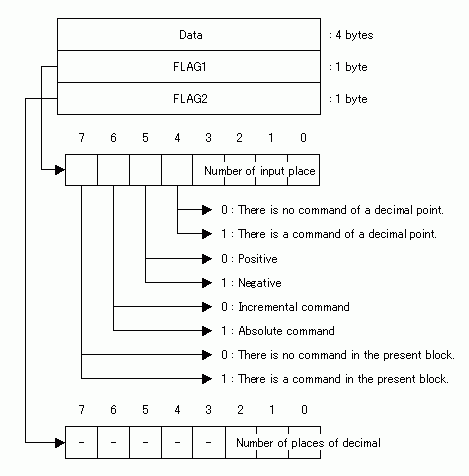 Data : 4 bytes
FLAG1 : 1 byte
FLAG2 : 1 byte
7 6 5 4 3 2 1 0
Number of input place
0 : There is no command of a decimal point.
1 : There is a command of a decimal point.
0 : Positive
1 : Negative
0 : Incremental command
1 : Absolute command
0 : There is no command in the present block.
1 : There is a command in the present block.
7 6 5 4 3 2 1 0
- - - - - Number of places of decimal